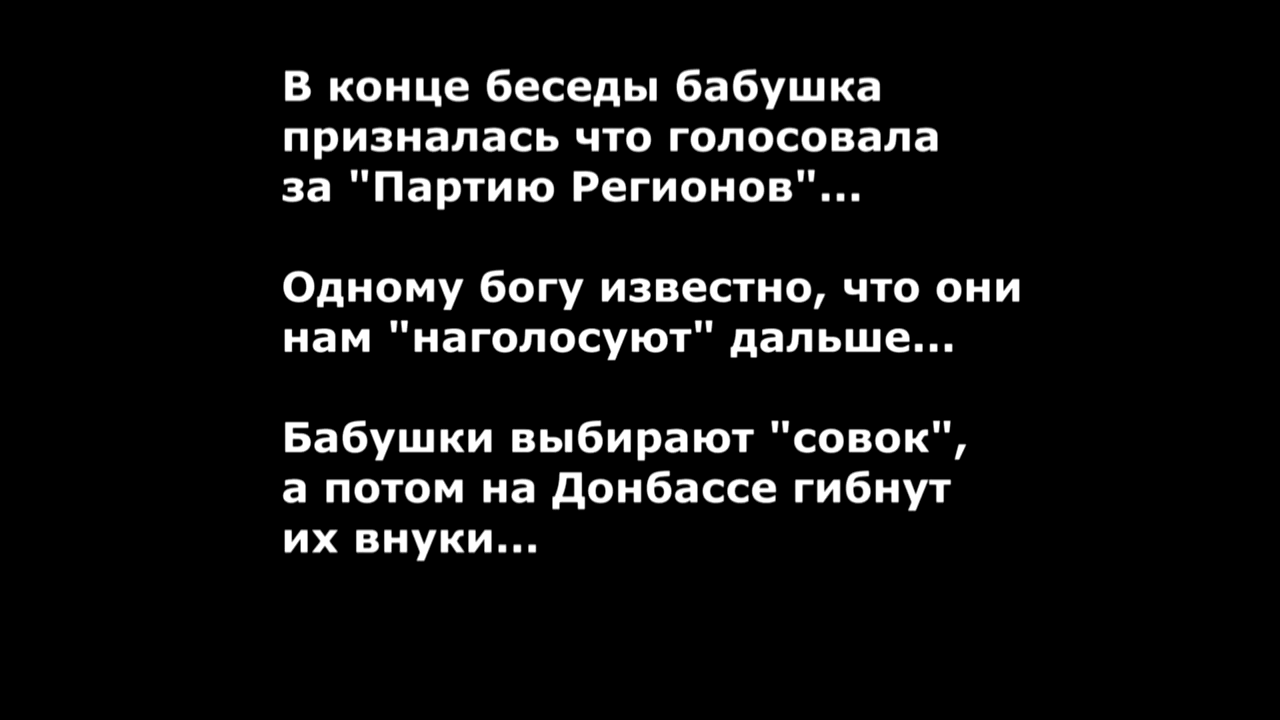 В конце беседы бабушка
призналась что голосовала
за "Партию Регионов"...
Одному богу известно, что они
нам "наголосуют" дальше...
Бабушки выбирают "совок",
а потом на Донбассе гибнут
их внуки...